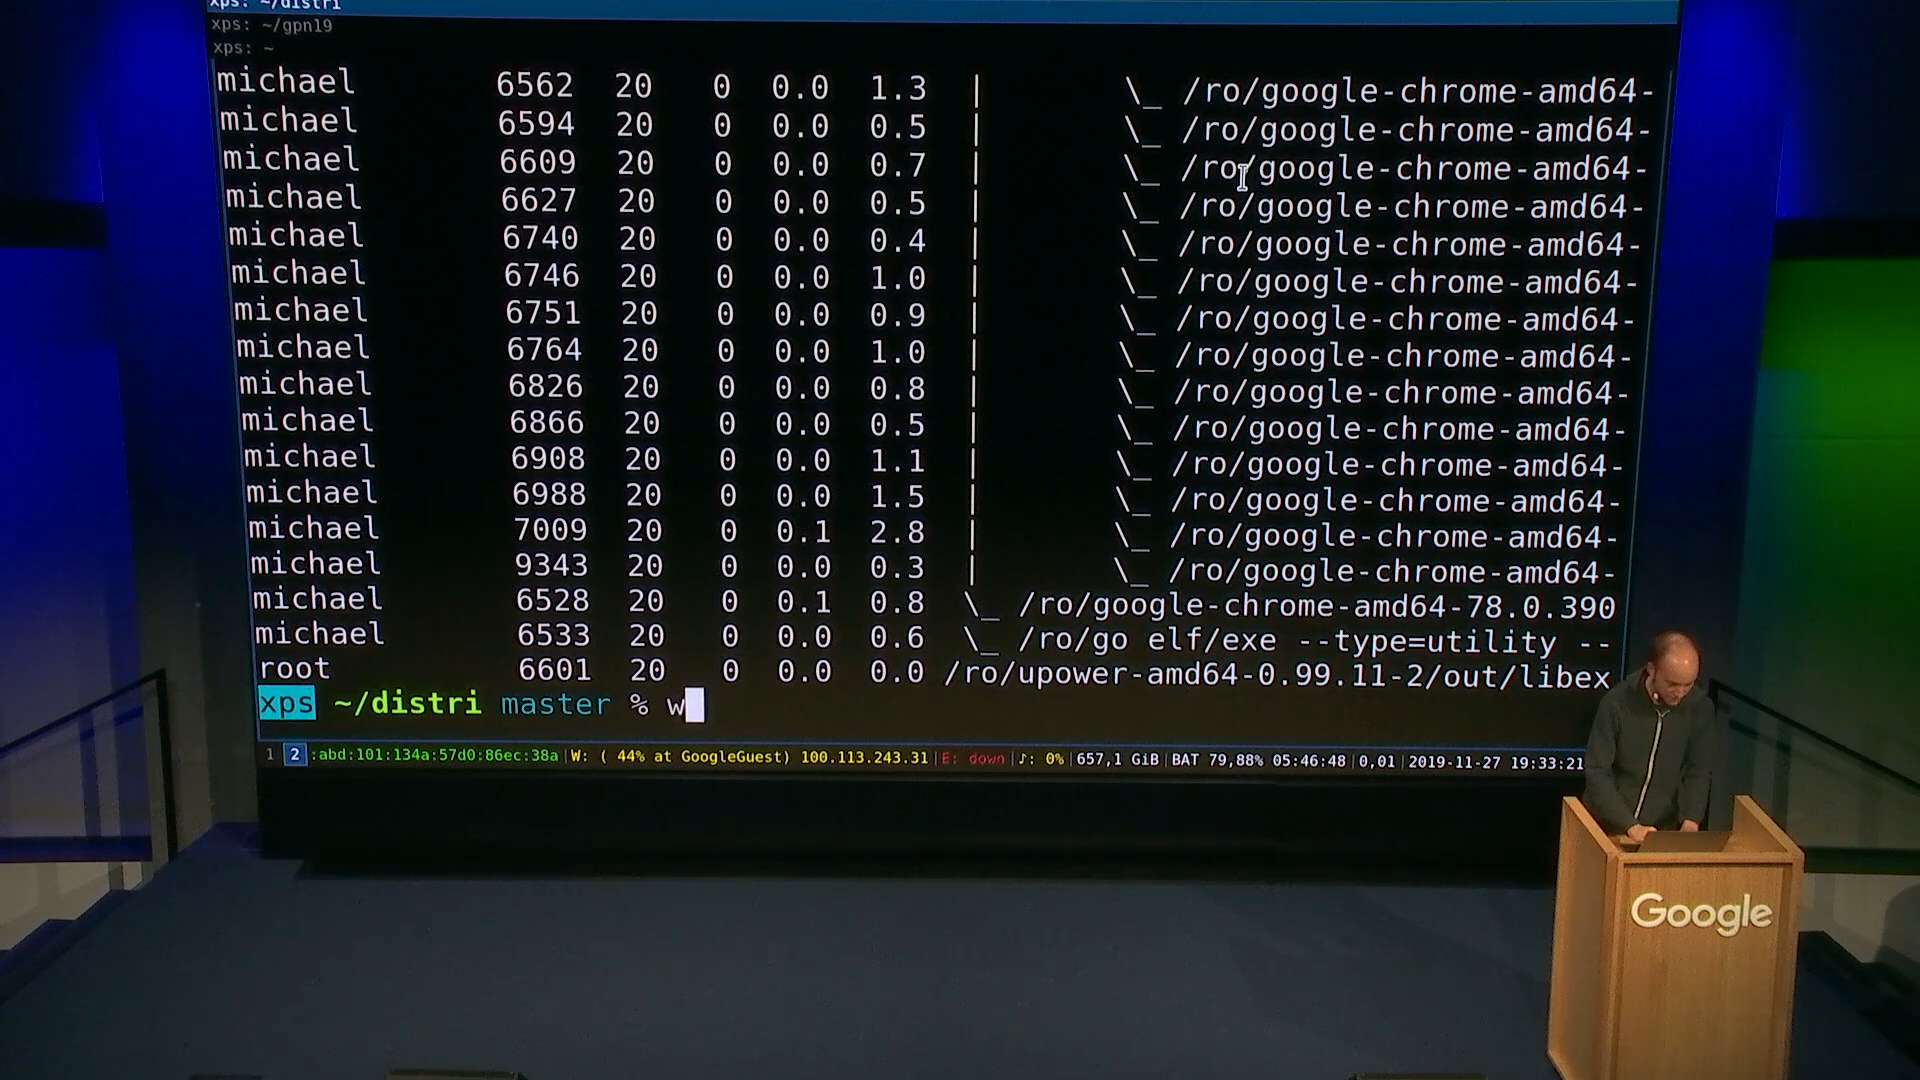 xps: ~/distri
xps: ~/gpn19
xps: ~
michael 6562 20 0 0.0 1.3 | \_ /ro/google-chrome-amd64-
michael 6594 20 0 0.0 0.5 | \_ /ro/google-chrome-amd64-
michael 6609 20 0 0.0 0.7 | \_ /ro/google-chrome-amd64-
michael 6627 20 0 0.0 0.5 | \_ /ro/google-chrome-amd64-
michael 6740 20 0 0.0 0.4 | \_ /ro/google-chrome-amd64-
michael 6746 20 0 0.0 1.0 | \_ /ro/google-chrome-amd64-
michael 6751 20 0 0.0 0.9 | \_ /ro/google-chrome-amd64-
michael 6764 20 0 0.0 1.0 | \_ /ro/google-chrome-amd64-
michael 6826 20 0 0.0 0.8 | \_ /ro/google-chrome-amd64-
michael 6866 20 0 0.0 0.5 | \_ /ro/google-chrome-amd64-
michael 6908 20 0 0.0 1.1 | \_ /ro/google-chrome-amd64-
michael 6988 20 0 0.0 1.5 | \_ /ro/google-chrome-amd64-
michael 7009 20 0 0.1 2.8 | \_ /ro/google-chrome-amd64-
michael 9343 20 0 0.0 0.3 | \_ /ro/google-chrome-amd64-
michael 6528 20 0 0.1 0.8 \_ /ro/google-chrome-amd64-78.0.390
michael 6533 20 0 0.0 0.6 \_ /ro/go elf/exe --type=utility --
root 6601 20 0 0.0 0.0 /ro/upower-amd64-0.99.11-2/out/libex
xps ~/distri master % w
1 2 :abd:101:134a:57d0:86ec:38a|W: ( 44% at GoogleGuest) 100.113.243.31|E: down|♪: 0%|657,1 GiB|BAT 79,88% 05:46:48|0,01|2019-11-27 19:33:21
Google